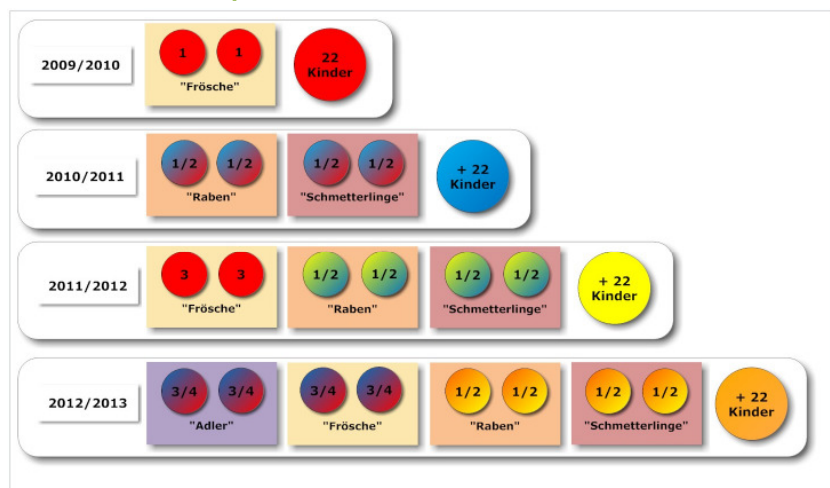 2009/2010
1 1
"Frösche"
22
Kinder
2010/2011
1/2 1/2
"Raben"
1/2 1/2
"Schmetterlinge"
+ 22
Kinder
2011/2012
3 3
"Frösche"
1/2 1/2
"Raben"
1/2 1/2
"Schmetterlinge"
+ 22
Kinder
2012/2013
3/4 3/4
"Adler"
3/4 3/4
"Frösche"
1/2 1/2
"Raben"
1/2 1/2
"Schmetterlinge"
+ 22
Kinder